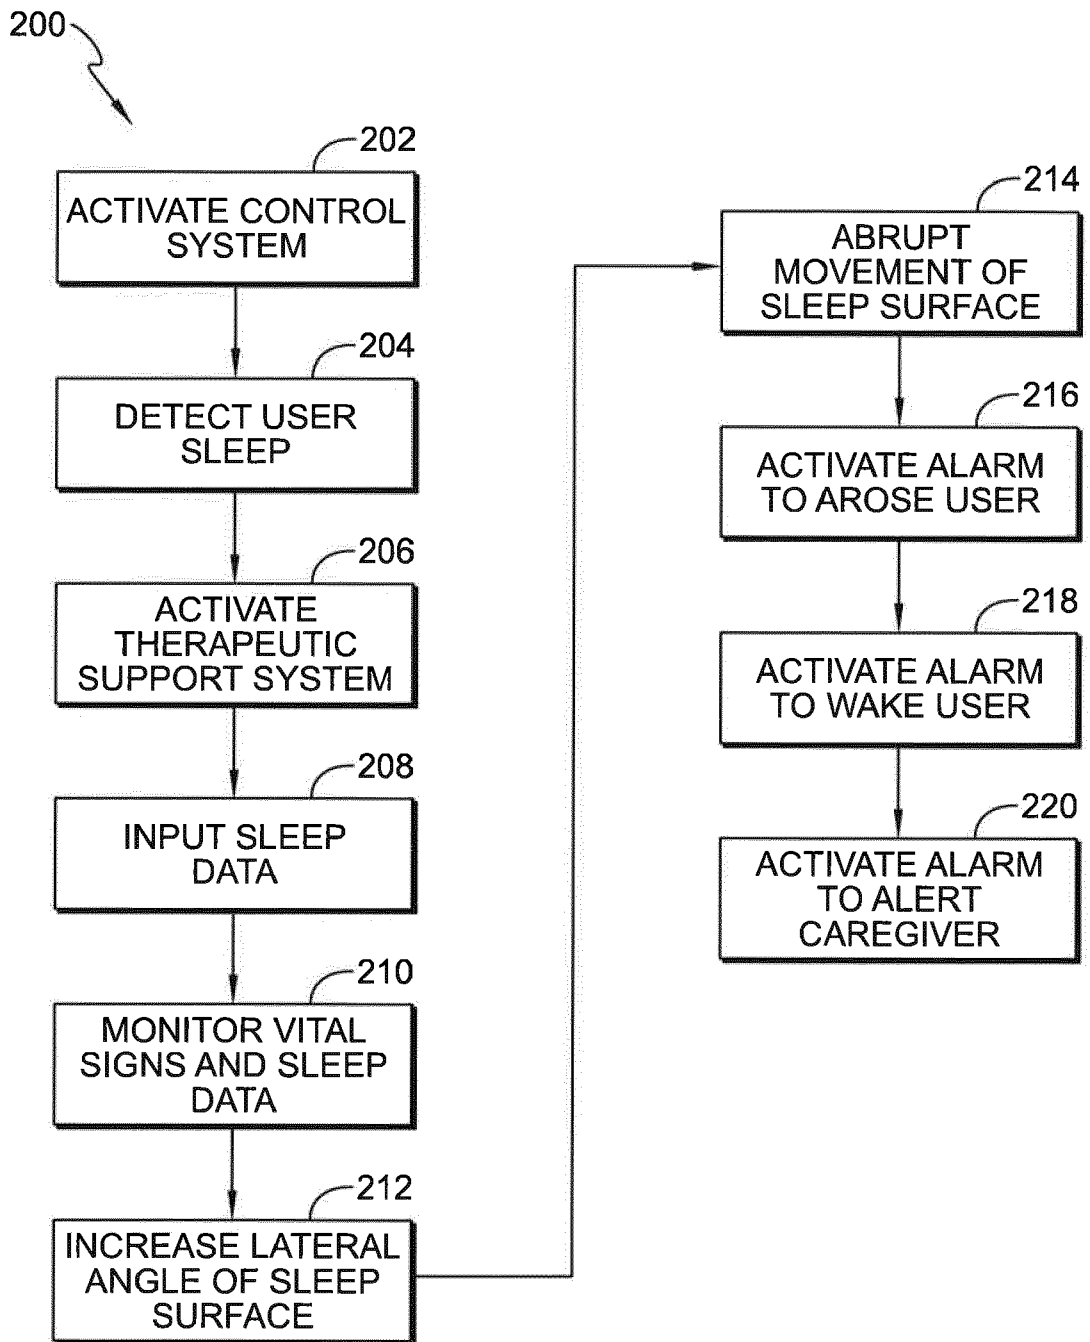 200
202
ACTIVATE CONTROL
SYSTEM
204
DETECT USER
SLEEP
206
ACTIVATE
THERAPEUTIC
SUPPORT SYSTEM
208
INPUT SLEEP
DATA
210
MONITOR VITAL
SIGNS AND SLEEP
DATA
212
INCREASE LATERAL
ANGLE OF SLEEP
SURFACE
214
ABRUPT
MOVEMENT OF
SLEEP SURFACE
216
ACTIVATE ALARM
TO AROSE USER
218
ACTIVATE ALARM
TO WAKE USER
220
ACTIVATE ALARM
TO ALERT
CAREGIVER